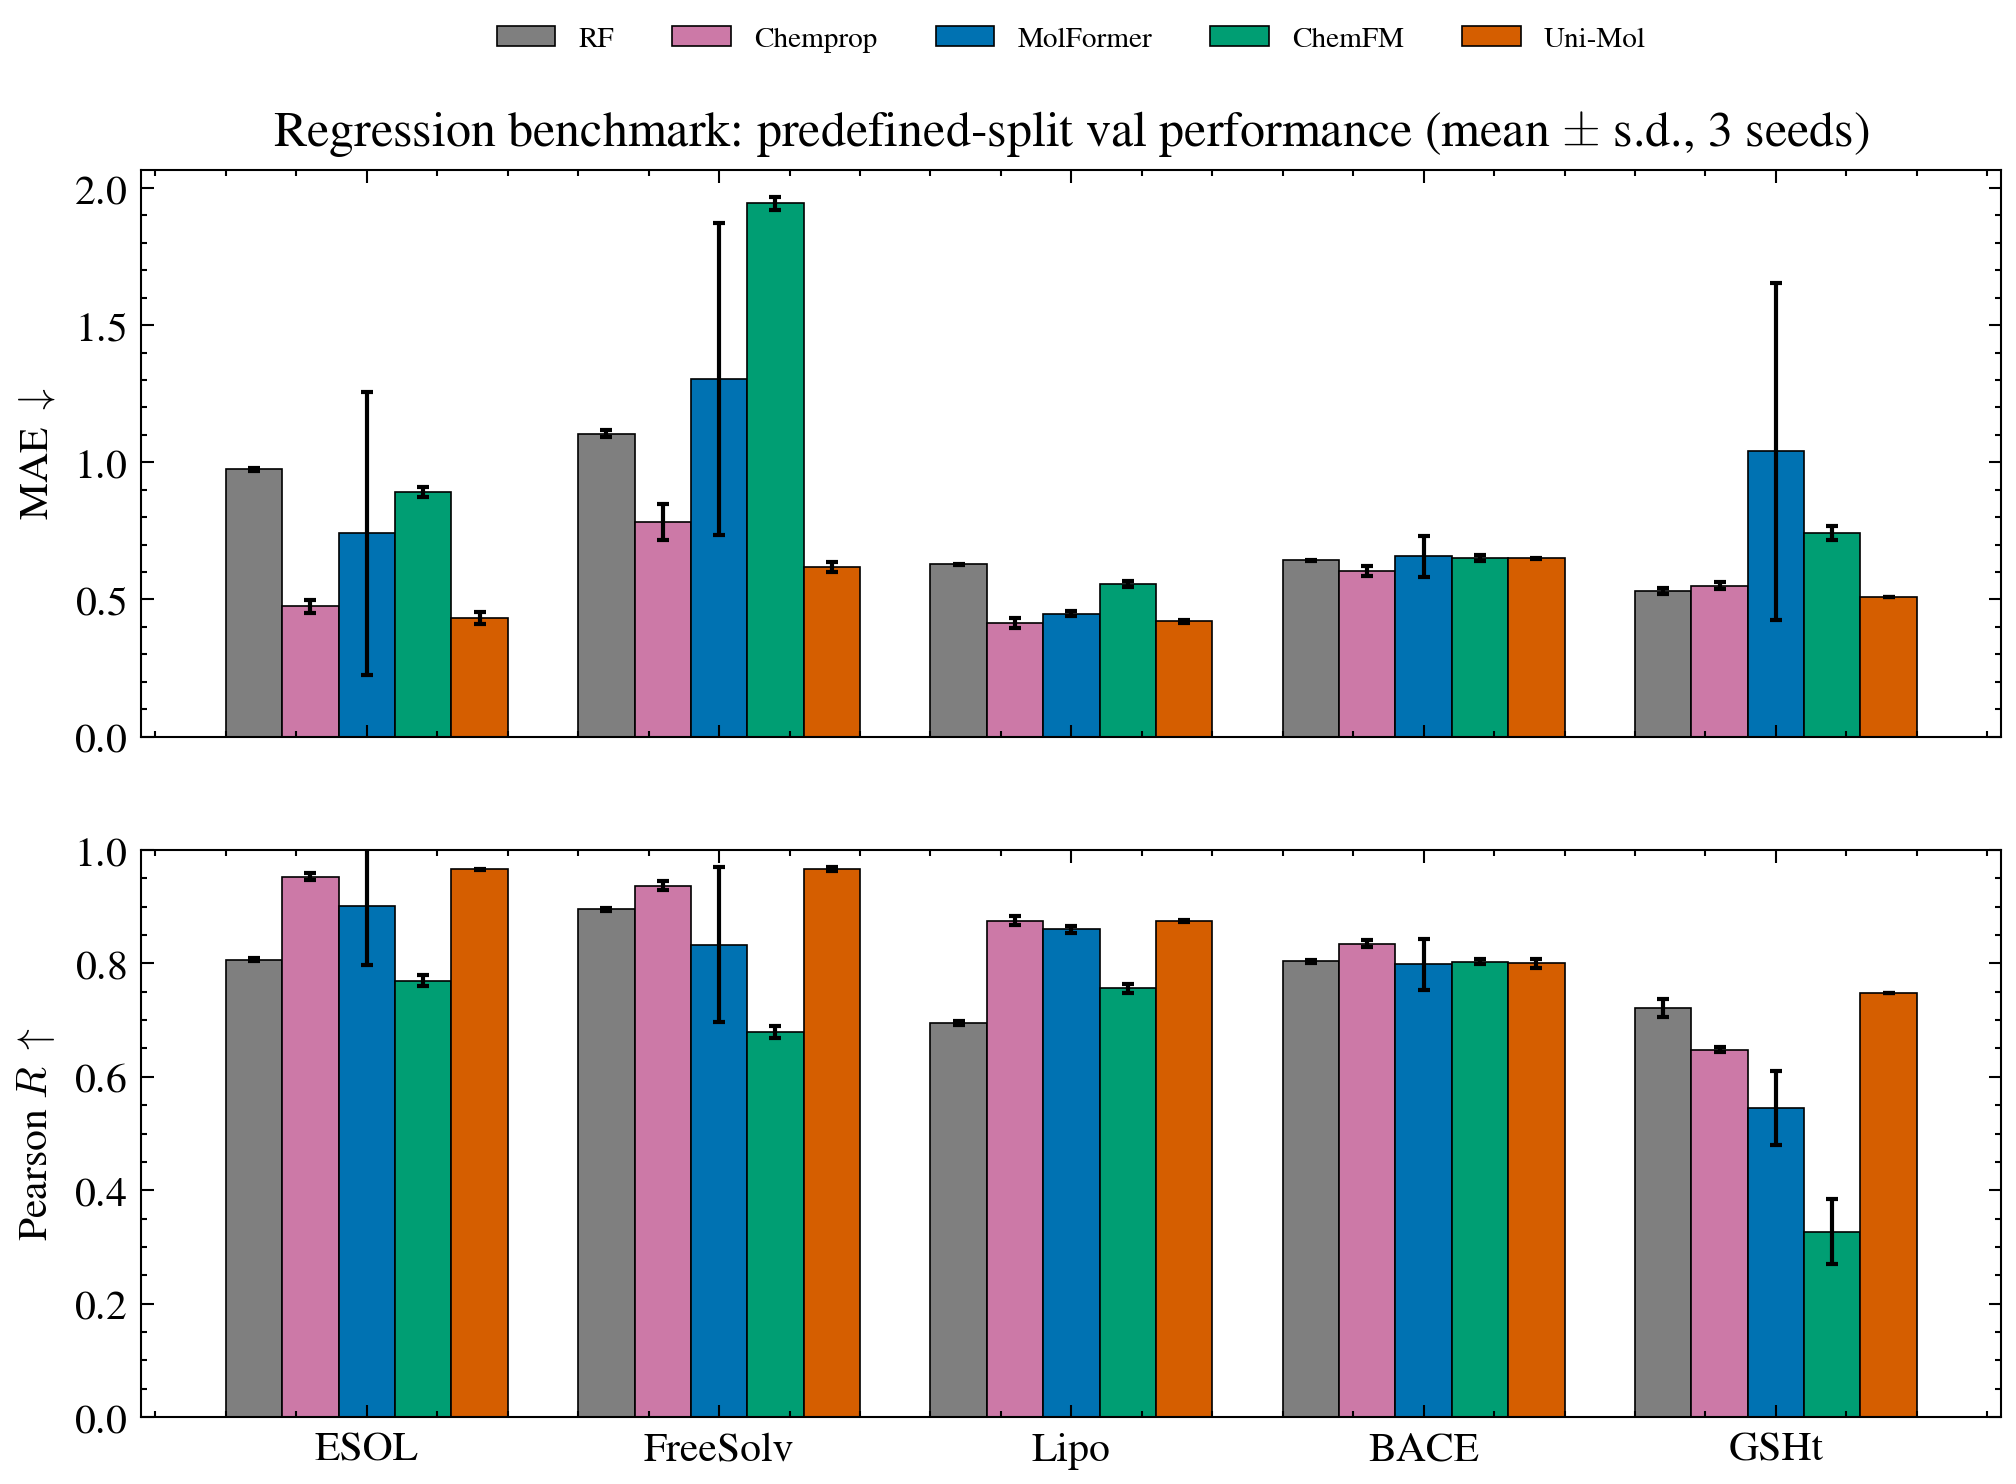 RF Chemprop MolFormer ChemFM Uni-Mol
Regression benchmark: predefined-split val performance (mean ± s.d., 3 seeds)
MAE ↓
2.0
1.5
1.0
0.5
0.0
Pearson R ↑
1.0
0.8
0.6
0.4
0.2
0.0
ESOL FreeSolv Lipo BACE GSHt